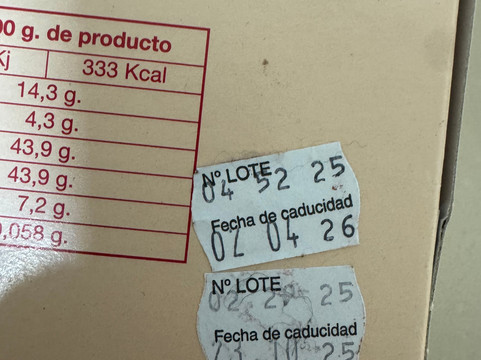 00 g. de producto
Kj 333 Kcal
14,3 g.
4,3 g.
43,9 g.
43,9 g.
7,2 g.
0,058 g.
Nº LOTE
04 52 25
Fecha de caducidad
02 04 26
Nº LOTE
02 25
Fecha de caducidad
25